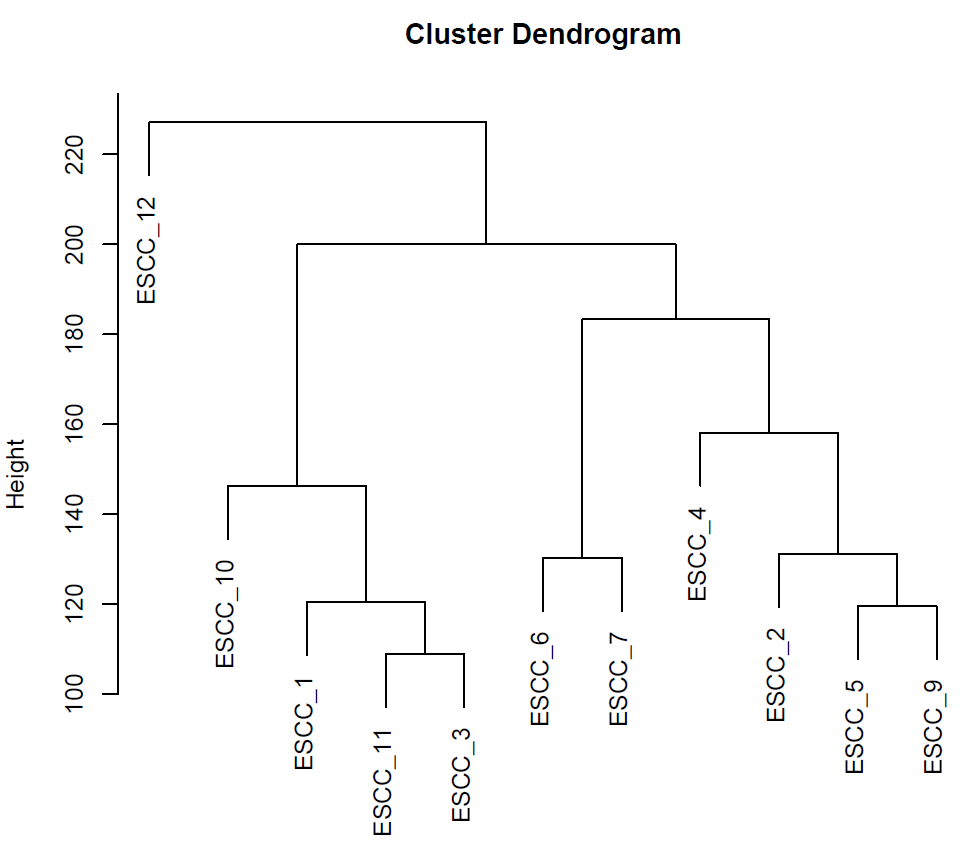 Cluster Dendrogram
Height
220
200
180
160
140
120
100
ESCC_12
ESCC_10
ESCC_1
ESCC_11
ESCC_3
ESCC_6
ESCC_7
ESCC_4
ESCC_2
ESCC_5
ESCC_9